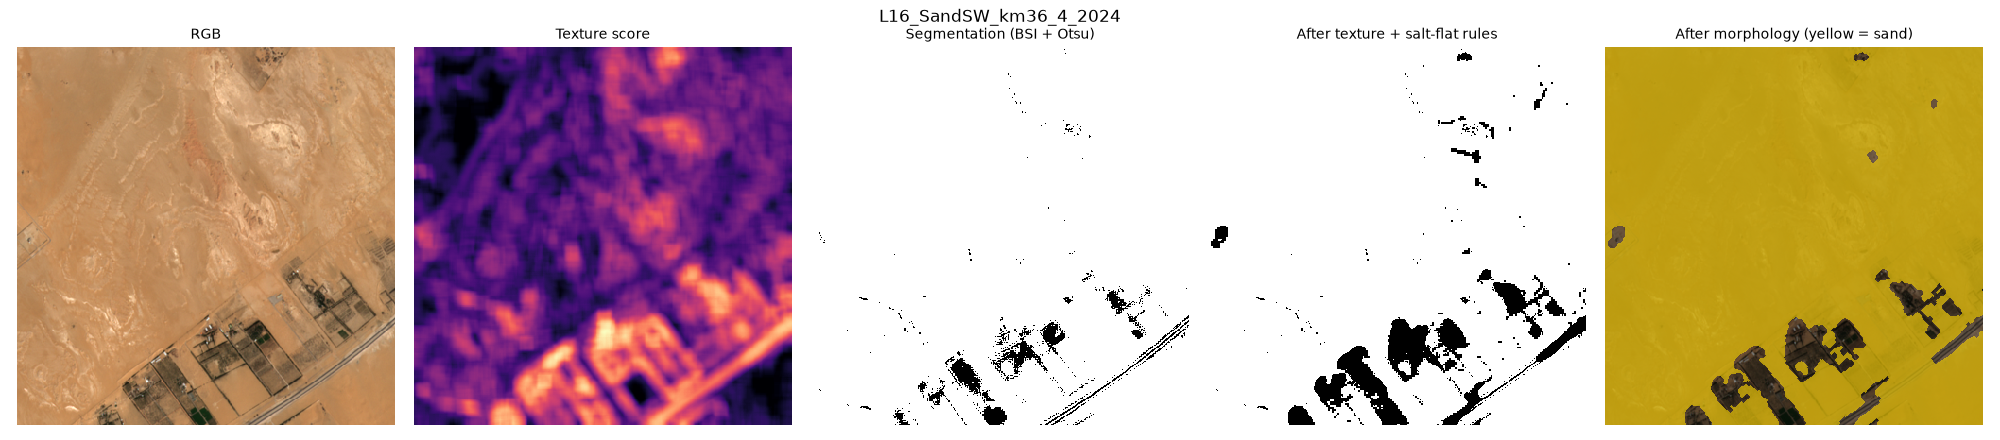 L16_SandSW_km36_4_2024
RGB
Texture score
Segmentation (BSI + Otsu)
After texture + salt-flat rules
After morphology (yellow = sand)